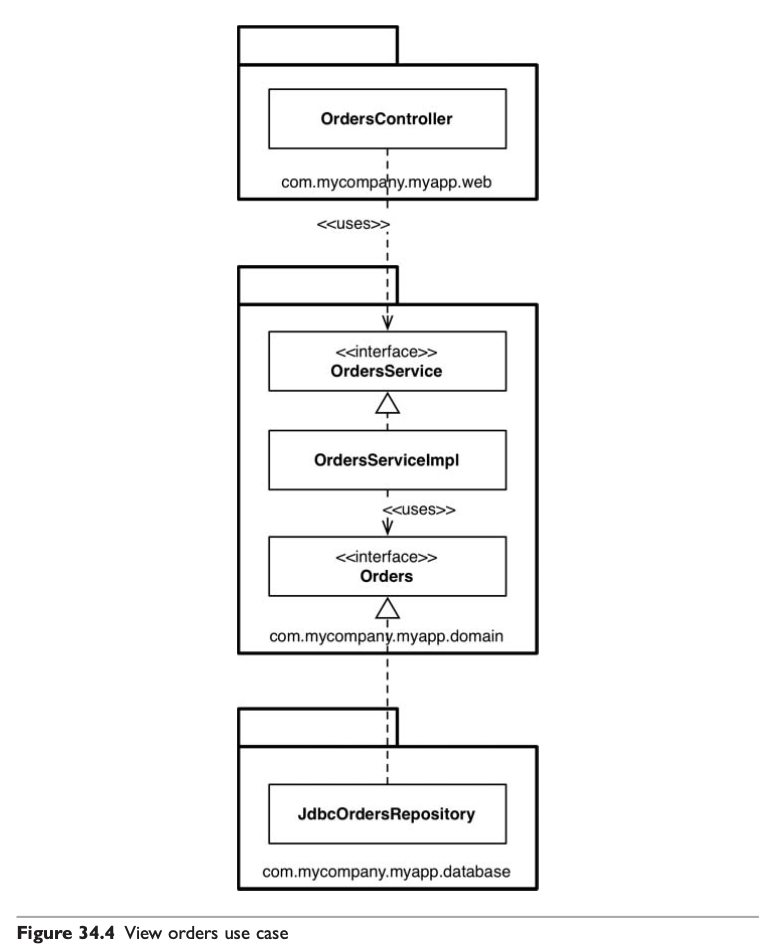 OrdersController
com.mycompany.myapp.web
<<uses>>
<<interface>>
OrdersService
OrdersServiceImpl
<<uses>>
<<interface>>
Orders
com.mycompany.myapp.domain
JdbcOrdersRepository
com.mycompany.myapp.database
Figure 34.4 View orders use case